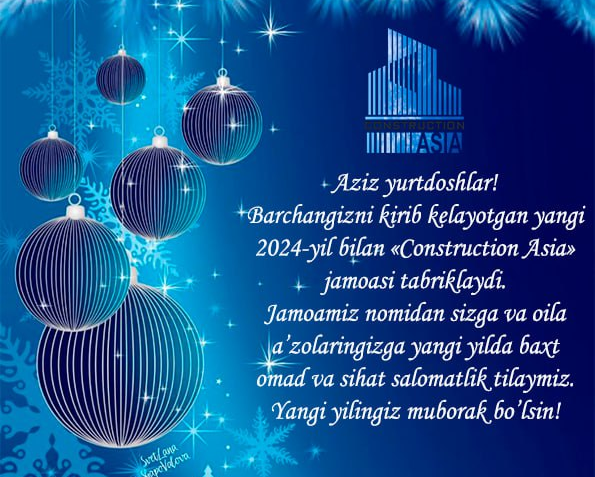 CONSTRUCTION
ASIA
Aziz yurtdoshlar!
Barchangizni kirib kelayotgan yangi
2024-yil bilan «Construction Asia»
jamoasi tabriklaydi.
Jamoamiz nomidan sizga va oila
a’zolaringizga yangi yilda baxt
omad va sihat salomatlik tilaymiz.
Yangi yilingiz muborak bo’lsin!
SvetLana